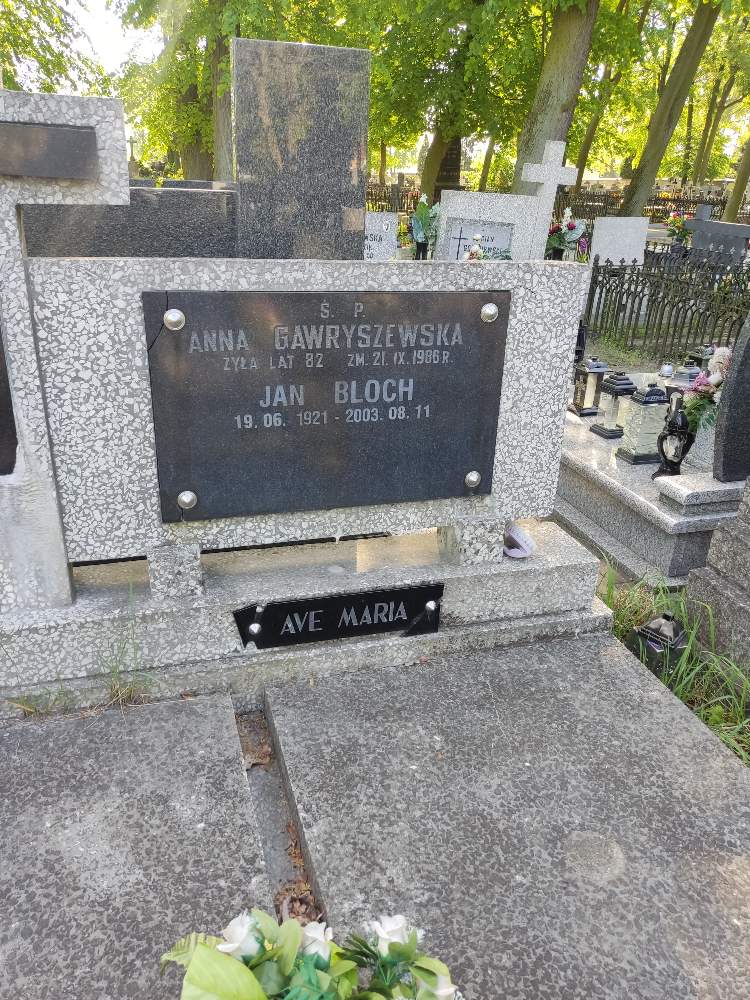 Ś. P.
ANNA GAWRYSZEWSKA
ŻYŁA LAT 82 ZM. 21. IX. 1986 R.
JAN BLOCH
19. 06. 1921 - 2003. 08. 11
AVE MARIA